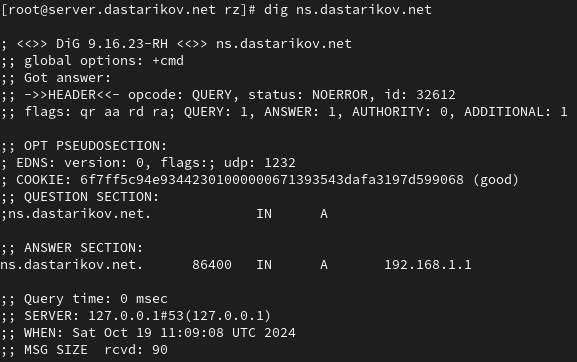 [root@server.dastarikov.net rz]# dig ns.dastarikov.net
; <<>> DiG 9.16.23-RH <<>> ns.dastarikov.net
;; global options: +cmd
;; Got answer:
;; ->>HEADER<<- opcode: QUERY, status: NOERROR, id: 32612
;; flags: qr aa rd ra; QUERY: 1, ANSWER: 1, AUTHORITY: 0, ADDITIONAL: 1
;; OPT PSEUDOSECTION:
; EDNS: version: 0, flags:; udp: 1232
; COOKIE: 6f7ff5c94e93442301000000671393543dafa3197d599068 (good)
;; QUESTION SECTION:
;ns.dastarikov.net. IN A
;; ANSWER SECTION:
ns.dastarikov.net. 86400 IN A 192.168.1.1
;; Query time: 0 msec
;; SERVER: 127.0.0.1#53(127.0.0.1)
;; WHEN: Sat Oct 19 11:09:08 UTC 2024
;; MSG SIZE rcvd: 90